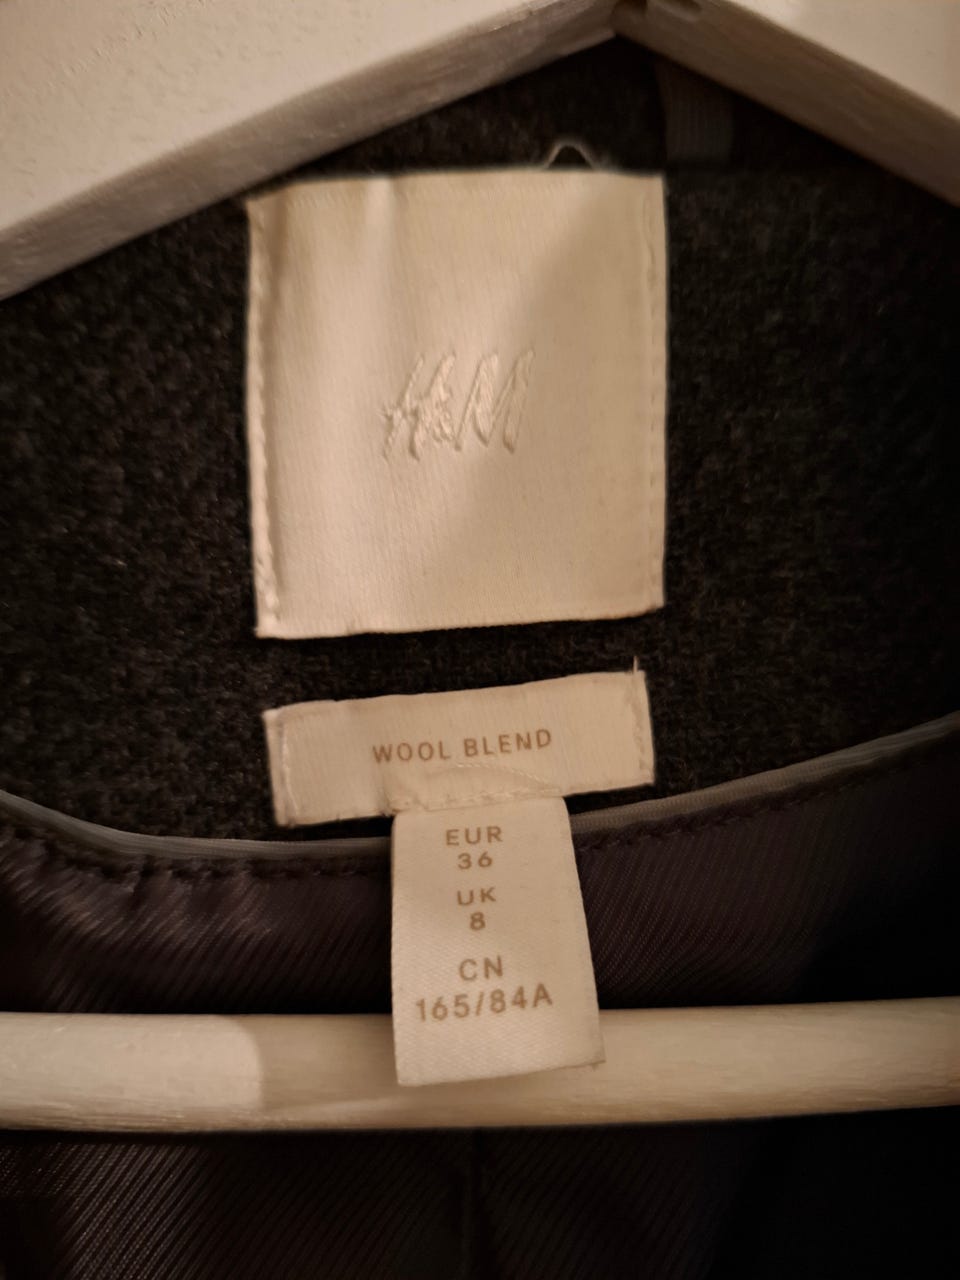 H&M
WOOL BLEND
EUR
36
UK
8
CN
165/84A